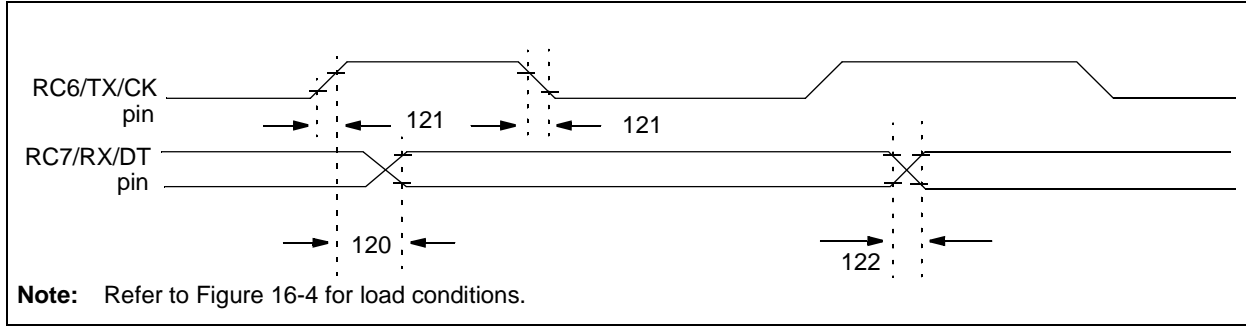 RC6/TX/CK
pin
121
121
RC7/RX/DT
pin
120
122
Note: Refer to Figure 16-4 for load conditions.